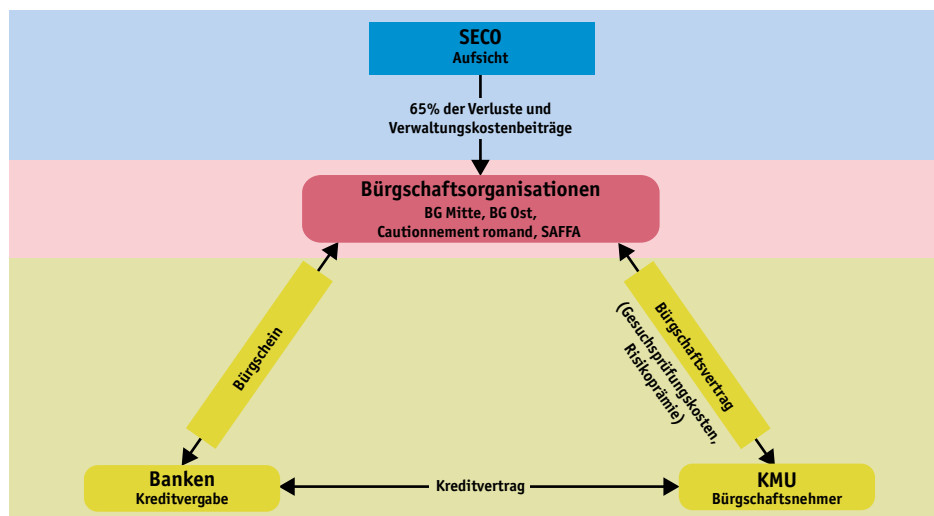 SECO
Aufsicht
65% der Verluste und
Verwaltungskostenbeiträge
Bürgschaftsorganisationen
BG Mitte, BG Ost,
Cautionnement romand, SAFFA
Bürgschein
Bürgschaftsvertrag
(Gesuchsprüfungskosten,
Risikoprämie)
Banken
Kreditvergabe
Kreditvertrag
KMU
Bürgschaftsnehmer